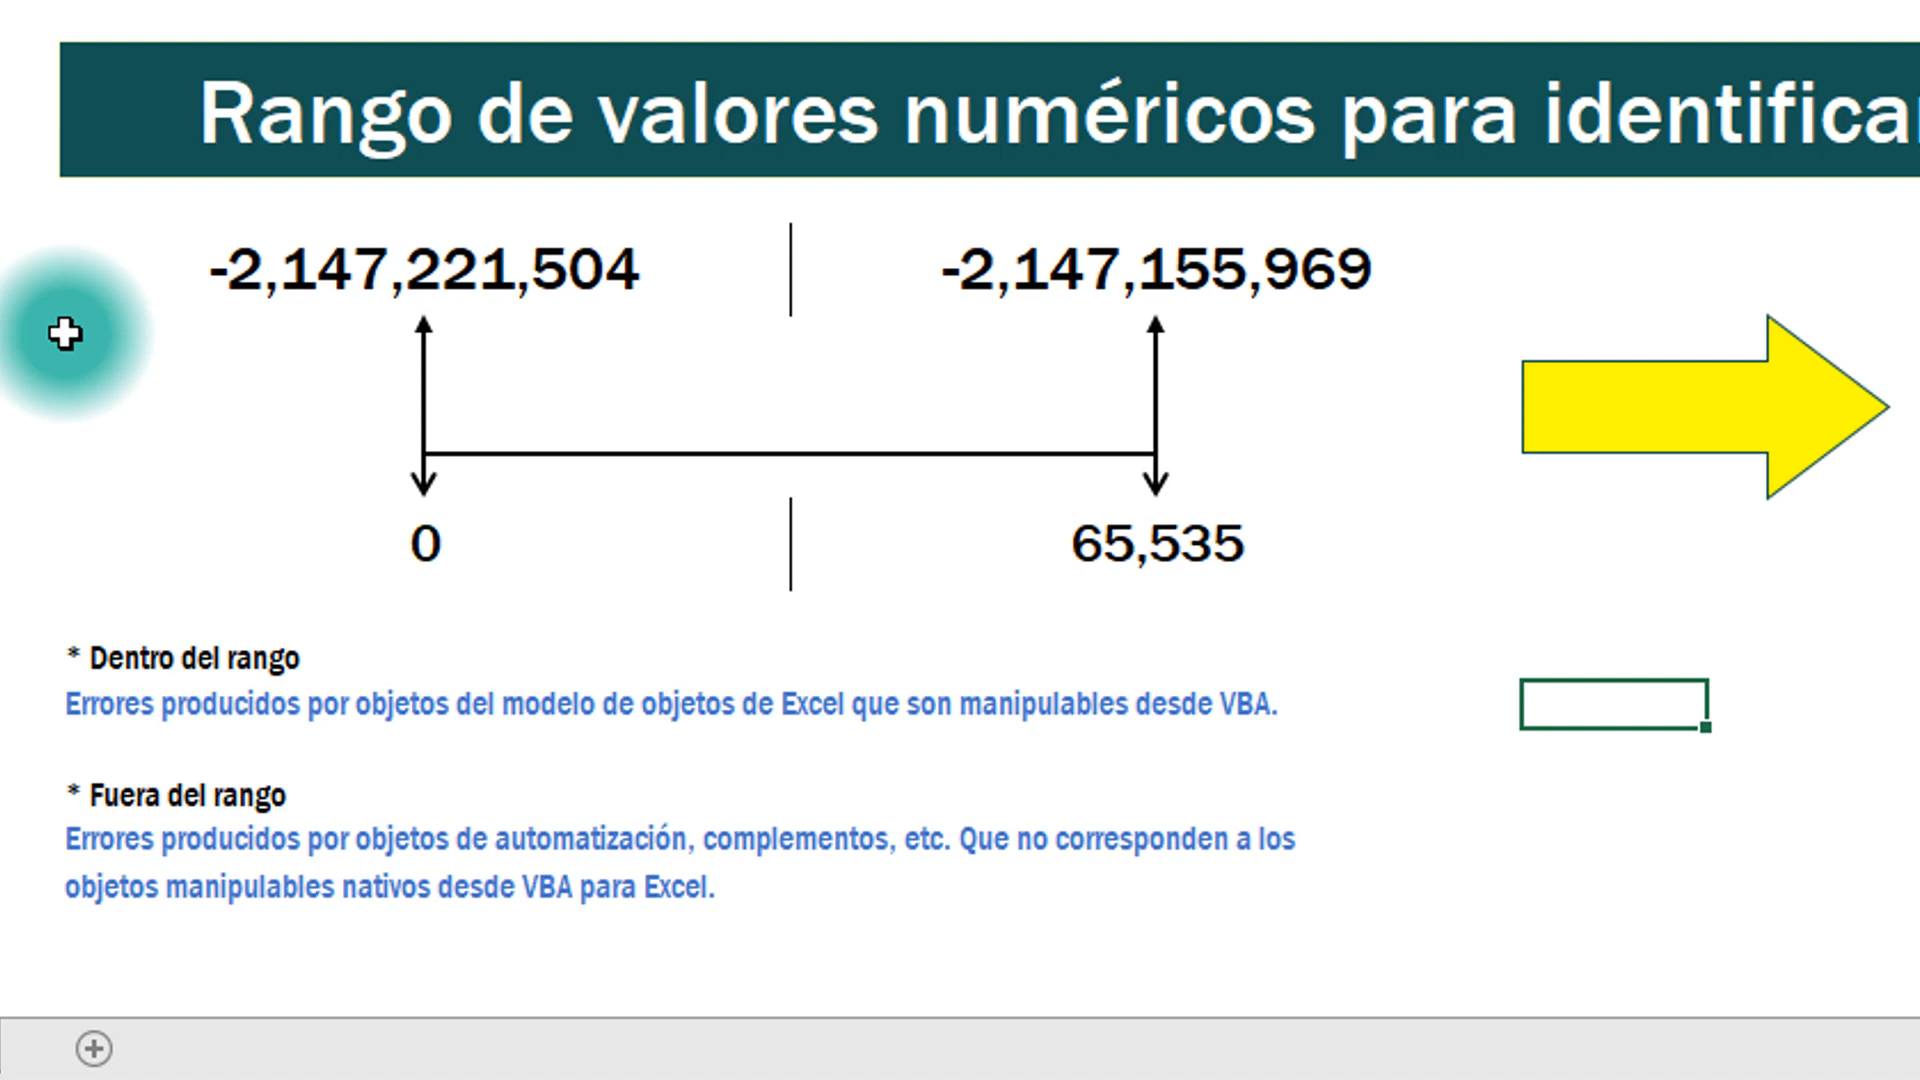 Rango de valores numéricos para identificar
-2,147,221,504
-2,147,155,969
0
65,535
* Dentro del rango
Errores producidos por objetos del modelo de objetos de Excel que son manipulables desde VBA.
* Fuera del rango
Errores producidos por objetos de automatización, complementos, etc. Que no corresponden a los
objetos manipulables nativos desde VBA para Excel.